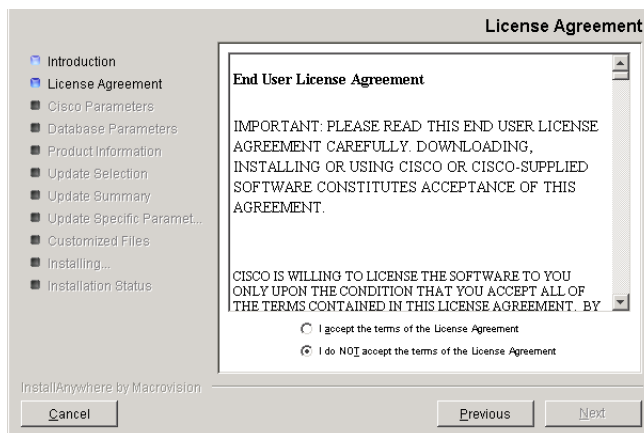 License Agreement
Introduction
License Agreement
Cisco Parameters
Database Parameters
Product Information
Update Selection
Update Summary
Update Specific Paramet...
Customized Files
Installing...
Installation Status
End User License Agreement
IMPORTANT: PLEASE READ THIS END USER LICENSE
AGREEMENT CAREFULLY. DOWNLOADING,
INSTALLING OR USING CISCO OR CISCO-SUPPLIED
SOFTWARE CONSTITUTES ACCEPTANCE OF THIS
AGREEMENT.
CISCO IS WILLING TO LICENSE THE SOFTWARE TO YOU
ONLY UPON THE CONDITION THAT YOU ACCEPT ALL OF
THE TERMS CONTAINED IN THIS LICENSE AGREEMENT. BY
I accept the terms of the License Agreement
I do NOT accept the terms of the License Agreement
InstallAnywhere by Macrovision
Cancel
Previous
Next